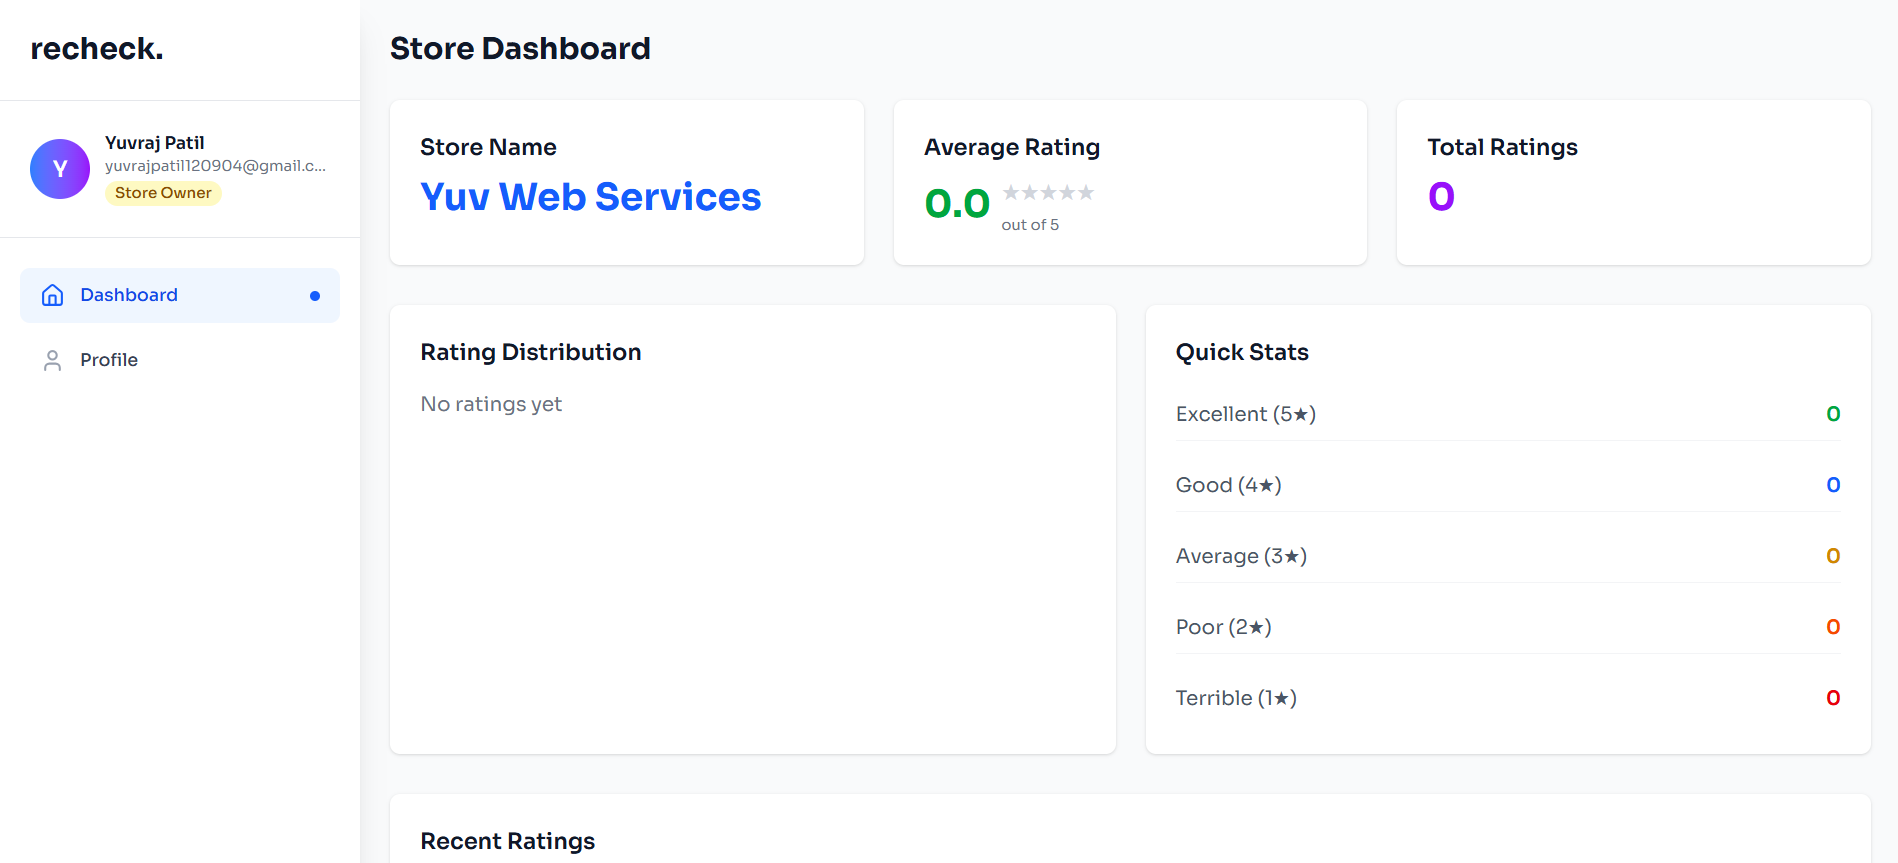 recheck.
Y
Yuvraj Patil
yuvrajpatil120904@gmail.c...
Store Owner
Dashboard
Profile
Store Dashboard
Store Name
Yuv Web Services
Average Rating
0.0 ★★★★★
out of 5
Total Ratings
0
Rating Distribution
No ratings yet
Quick Stats
Excellent (5★) 0
Good (4★) 0
Average (3★) 0
Poor (2★) 0
Terrible (1★) 0
Recent Ratings